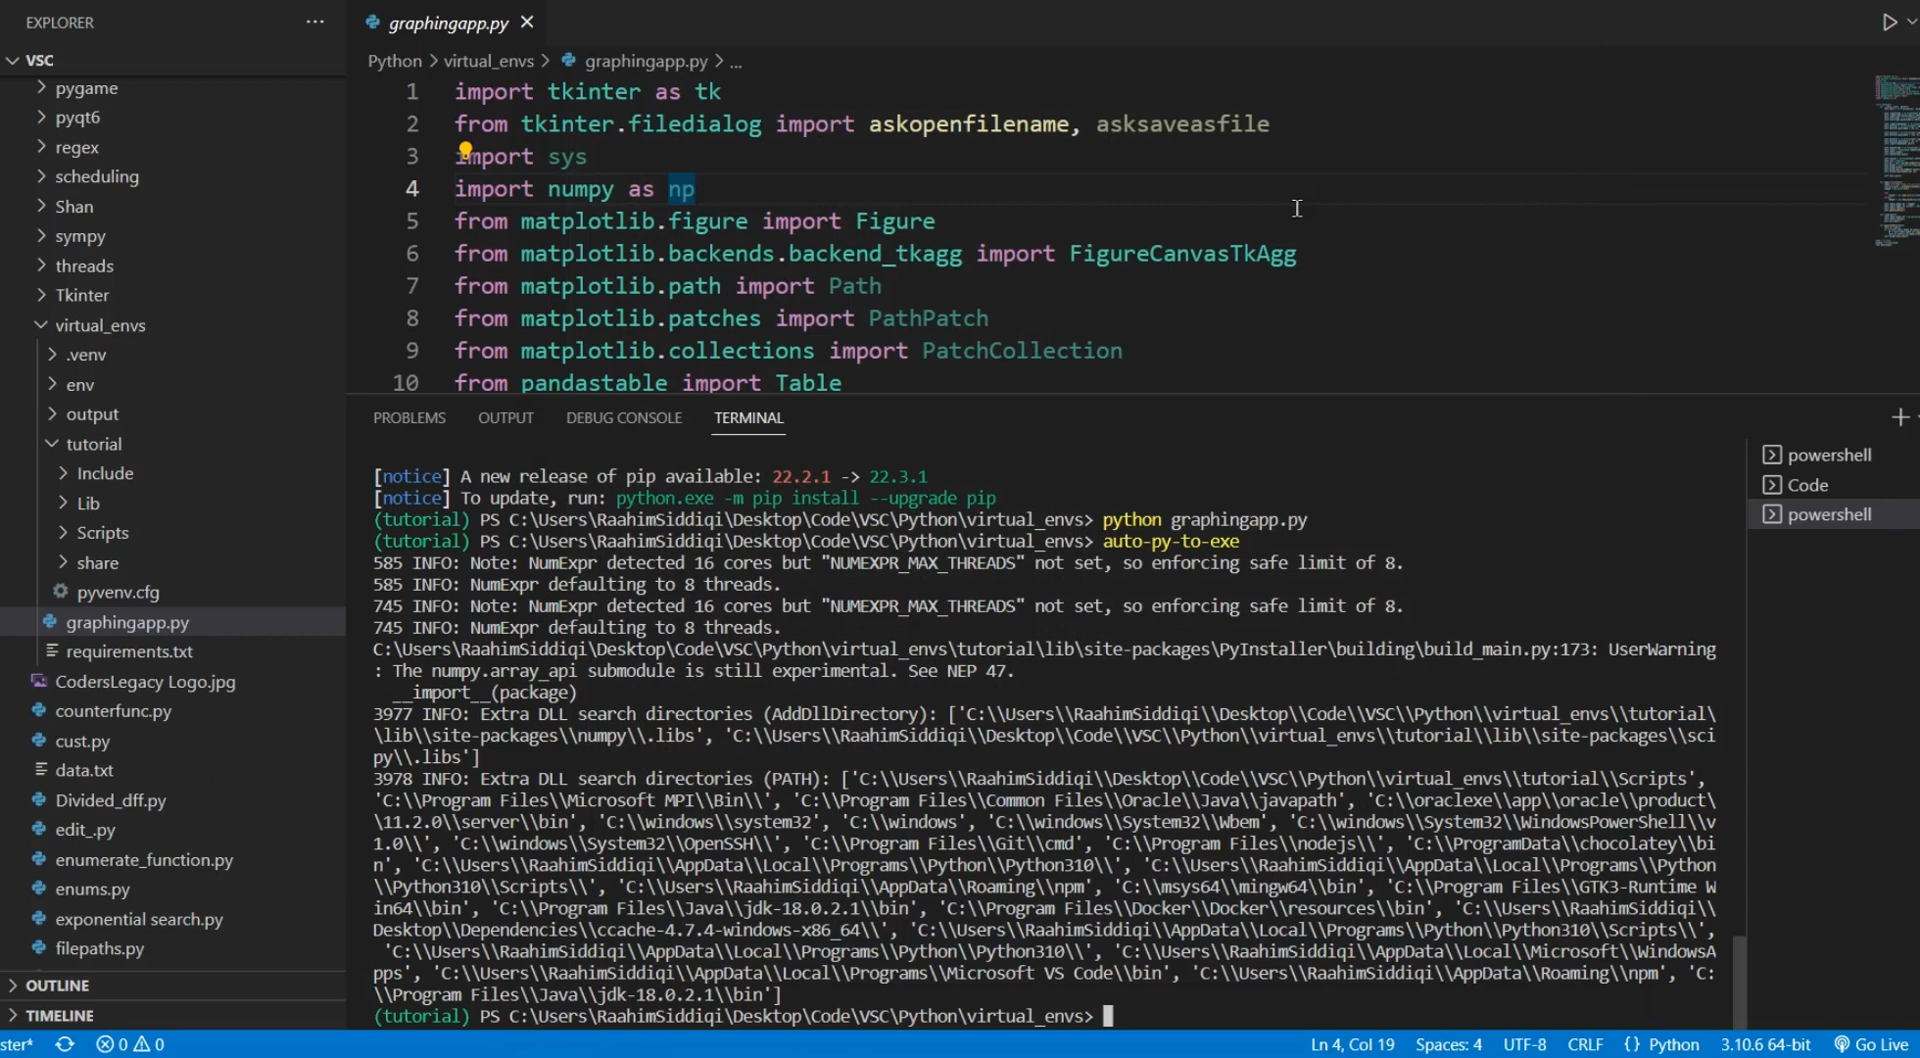 EXPLORER
VSC
pygame
pyqt6
regex
scheduling
Shan
sympy
threads
Tkinter
virtual_envs
.venv
env
output
tutorial
Include
Lib
Scripts
share
pyvenv.cfg
graphingapp.py
requirements.txt
CodersLegacy Logo.jpg
counterfunc.py
cust.py
data.txt
Divided_dff.py
edit_.py
enumerate_function.py
enums.py
exponential search.py
filepaths.py
OUTLINE
TIMELINE
graphingapp.py
Python > virtual_envs > graphingapp.py > ...
1 import tkinter as tk
2 from tkinter.filedialog import askopenfilename, asksaveasfile
3 import sys
4 import numpy as np
5 from matplotlib.figure import Figure
6 from matplotlib.backends.backend_tkagg import FigureCanvasTkAgg
7 from matplotlib.path import Path
8 from matplotlib.patches import PathPatch
9 from matplotlib.collections import PatchCollection
10 from pandastable import Table
PROBLEMS OUTPUT DEBUG CONSOLE TERMINAL
[notice] A new release of pip available: 22.2.1 -> 22.3.1
[notice] To update, run: python.exe -m pip install --upgrade pip
(tutorial) PS C:\Users\RaahimSiddiqi\Desktop\Code\VSC\Python\virtual_envs> python graphingapp.py
(tutorial) PS C:\Users\RaahimSiddiqi\Desktop\Code\VSC\Python\virtual_envs> auto-py-to-exe
585 INFO: Note: NumExpr detected 16 cores but "NUMEXPR_MAX_THREADS" not set, so enforcing safe limit of 8.
585 INFO: NumExpr defaulting to 8 threads.
745 INFO: Note: NumExpr detected 16 cores but "NUMEXPR_MAX_THREADS" not set, so enforcing safe limit of 8.
745 INFO: NumExpr defaulting to 8 threads.
C:\Users\RaahimSiddiqi\Desktop\Code\VSC\Python\virtual_envs\tutorial\lib\site-packages\PyInstaller\building\build_main.py:173: UserWarning
: The numpy.array_api submodule is still experimental. See NEP 47.
__import__(package)
3977 INFO: Extra DLL search directories (AddDllDirectory): ['C:\\Users\\RaahimSiddiqi\\Desktop\\Code\\VSC\\Python\\virtual_envs\\tutorial\
\lib\\site-packages\\numpy\\.libs', 'C:\\Users\\RaahimSiddiqi\\Desktop\\Code\\VSC\\Python\\virtual_envs\\tutorial\\lib\\site-packages\\sci
py\\.libs']
3978 INFO: Extra DLL search directories (PATH): ['C:\\Users\\RaahimSiddiqi\\Desktop\\Code\\VSC\\Python\\virtual_envs\\tutorial\\Scripts',
'C:\\Program Files\\Microsoft MPI\\Bin\\', 'C:\\Program Files\\Common Files\\Oracle\\Java\\javapath', 'C:\\oraclexe\\app\\oracle\\product\
\11.2.0\\server\\bin', 'C:\\windows\\system32', 'C:\\windows', 'C:\\windows\\System32\\Wbem', 'C:\\windows\\System32\\WindowsPowerShell\\v
1.0\\', 'C:\\windows\\System32\\OpenSSH\\', 'C:\\Program Files\\Git\\cmd', 'C:\\Program Files\\nodejs\\', 'C:\\ProgramData\\chocolatey\\bi
n', 'C:\\Users\\RaahimSiddiqi\\AppData\\Local\\Programs\\Python\\Python310\\', 'C:\\Users\\RaahimSiddiqi\\AppData\\Local\\Programs\\Python
\\Python310\\Scripts\\', 'C:\\Users\\RaahimSiddiqi\\AppData\\Roaming\\npm', 'C:\\msys64\\mingw64\\bin', 'C:\\Program Files\\GTK3-Runtime W
in64\\bin', 'C:\\Program Files\\Java\\jdk-18.0.2.1\\bin', 'C:\\Program Files\\Docker\\Docker\\resources\\bin', 'C:\\Users\\RaahimSiddiqi\\
Desktop\\Dependencies\\ccache-4.7.4-windows-x86_64\\', 'C:\\Users\\RaahimSiddiqi\\AppData\\Local\\Programs\\Python\\Python310\\Scripts\\',
'C:\\Users\\RaahimSiddiqi\\AppData\\Local\\Programs\\Python\\Python310\\', 'C:\\Users\\RaahimSiddiqi\\AppData\\Local\\Microsoft\\WindowsA
pps', 'C:\\Users\\RaahimSiddiqi\\AppData\\Local\\Programs\\Microsoft VS Code\\bin', 'C:\\Users\\RaahimSiddiqi\\AppData\\Roaming\\npm', 'C:
\\Program Files\\Java\\jdk-18.0.2.1\\bin']
(tutorial) PS C:\Users\RaahimSiddiqi\Desktop\Code\VSC\Python\virtual_envs>
powershell
Code
powershell
ster* 0 0 Ln 4, Col 19 Spaces: 4 UTF-8 CRLF {} Python 3.10.6 64-bit Go Live